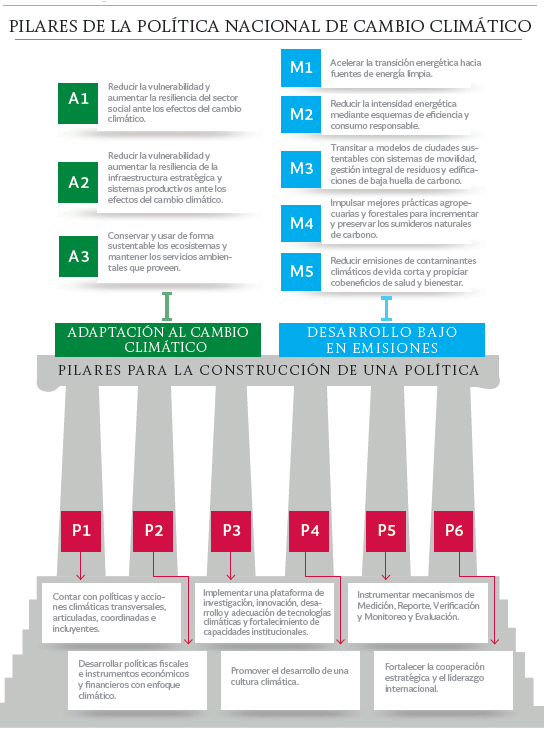 PILARES DE LA POLÍTICA NACIONAL DE CAMBIO CLIMÁTICO
A1
Reducir la vulnerabilidad y
aumentar la resiliencia del sector
social ante los efectos del cambio
climático.
A2
Reducir la vulnerabilidad y
aumentar la resiliencia de la
infraestructura estratégica y
sistemas productivos ante los
efectos del cambio climático.
A3
Conservar y usar de forma
sustentable los ecosistemas y
mantener los servicios ambien-
tales que proveen.
M1
Acelerar la transición energética hacia
fuentes de energía limpia.
M2
Reducir la intensidad energética
mediante esquemas de eficiencia y
consumo responsable.
M3
Transitar a modelos de ciudades sus-
tentables con sistemas de movilidad,
gestión integral de residuos y edifica-
ciones de baja huella de carbono.
M4
Impulsar mejores prácticas agrope-
cuarias y forestales para incrementar
y preservar los sumideros naturales
de carbono.
M5
Reducir emisiones de contaminantes
climáticos de vida corta y propiciar
cobeneficios de salud y bienestar.
ADAPTACIÓN AL CAMBIO
CLIMÁTICO
DESARROLLO BAJO
EN EMISIONES
PILARES PARA LA CONSTRUCCIÓN DE UNA POLÍTICA
P1
P2
P3
P4
P5
P6
Contar con políticas y accio-
nes climáticas transversales,
articuladas, coordinadas e
incluyentes.
Implementar una plataforma de
investigación, innovación, desa-
rrollo y adecuación de tecnologías
climáticas y fortalecimiento de
capacidades institucionales.
Instrumentar mecanismos de
Medición, Reporte, Verificación
y Monitoreo y Evaluación.
Desarrollar políticas fiscales
e instrumentos económicos
y financieros con enfoque
climático.
Promover el desarrollo de una
cultura climática.
Fortalecer la cooperación
estratégica y el liderazgo
internacional.